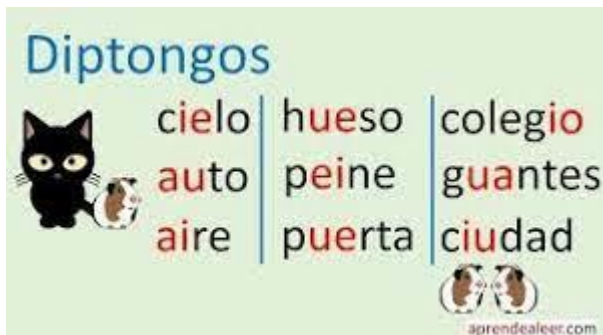 Diptongos
cielo hueso colegio
auto peine guantes
aire puerta ciudad
aprendealeer.com